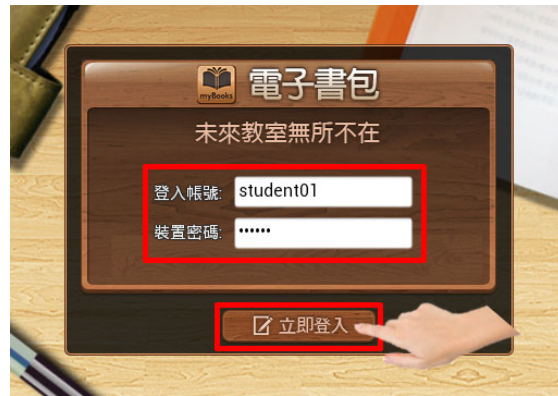 myBooks
電子書包
未來教室無所不在
登入帳號: student01
裝置密碼: ••••••
立即登入